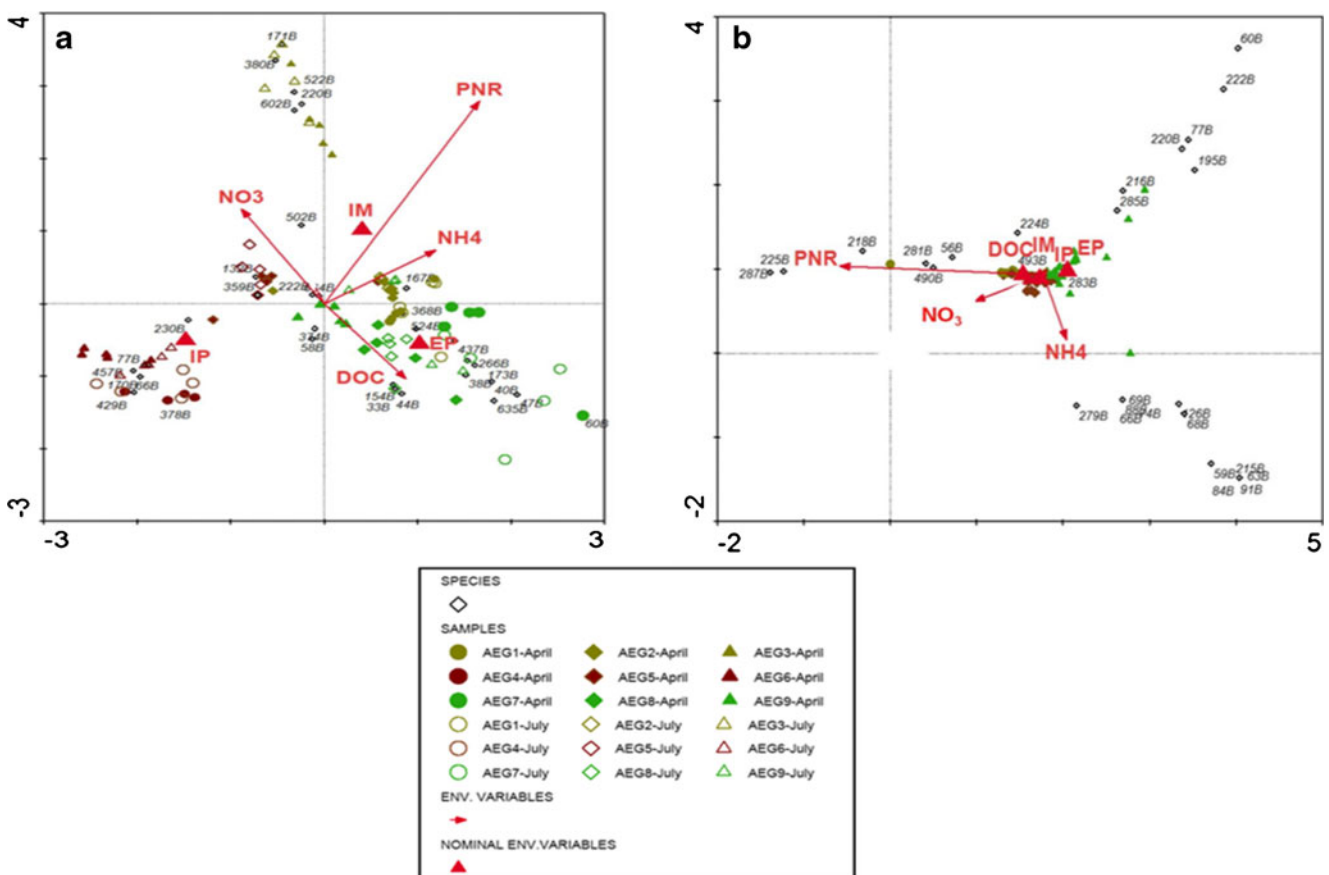 a
4
-3
-3
3
171B
380B
522B
220B
602B
PNR
NO3
IM
502B
NH4
167B
359B
222B
368B
230B
IP
374B
58B
EP
437B
DOC
266B
77B
457B
170B
66B
429B
378B
154B
33B
44B
38B
173B
40B
635B
47B
60B
b
4
-2
-2
5
60B
222B
77B
220B
195B
216B
285B
224B
218B
281B
56B
DOC
IM
IP
EP
PNR
225B
287B
490B
493B
283B
NO3
NH4
279B
69B
66B
74B
68B
59B
215B
63B
84B
91B
SPECIES
SAMPLES
AEG1-April AEG2-April AEG3-April
AEG4-April AEG5-April AEG6-April
AEG7-April AEG8-April AEG9-April
AEG1-July AEG2-July AEG3-July
AEG4-July AEG5-July AEG6-July
AEG7-July AEG8-July AEG9-July
ENV. VARIABLES
NOMINAL ENV.VARIABLES